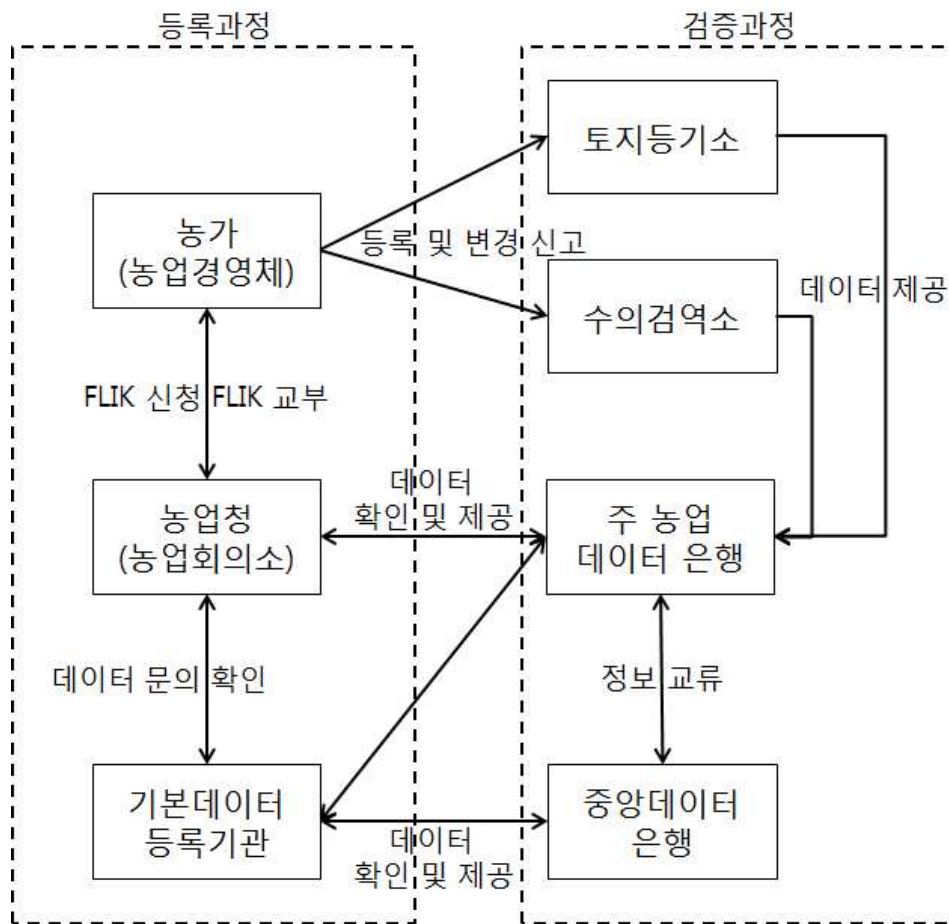 등록과정
검증과정
토지등기소
농가
(농업경영체)
등록 및 변경 신고
데이터 제공
수의검역소
FLIK 신청 FLIK 교부
데이터
확인 및 제공
농업청
(농업회의소)
주 농업
데이터 은행
데이터 문의 확인
정보 교류
기본데이터
등록기관
중앙데이터
은행
데이터
확인 및 제공